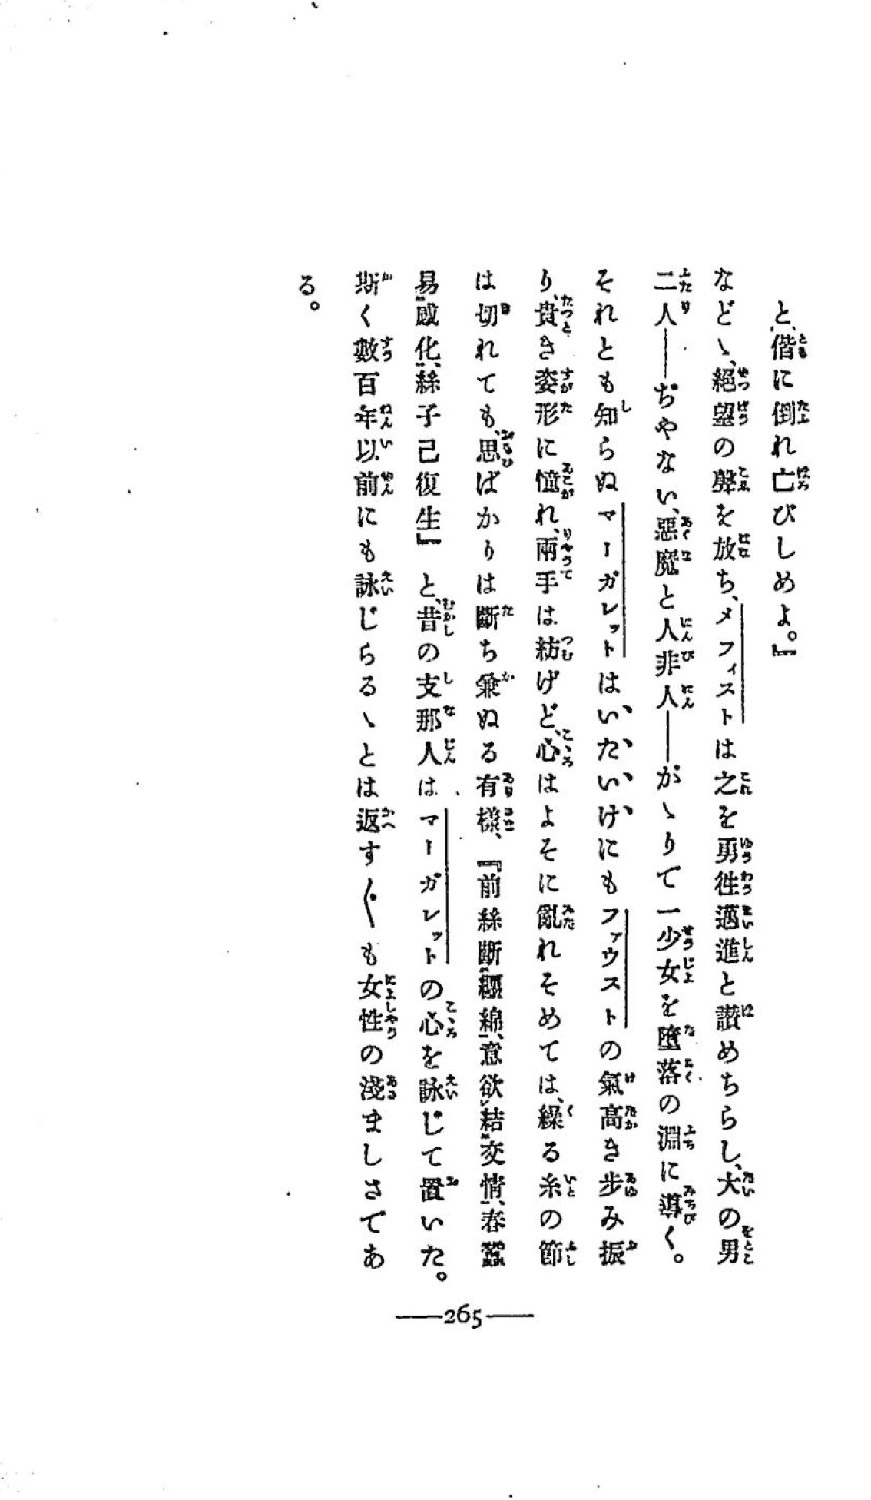 と、偕に倒れ亡びしめよ。』
などゝ、絕望の聲を放ち、メフィストは之を勇徃邁進と讃めちらし、大の男
二人――ぢやない、惡魔と人非人――がゝりて一少女を墮落の淵に導く。
それとも知らぬマーガレットはいたいけにもファウストの氣高き步み振
り、貴き姿形に憧れ、兩手は紡げど、心はよそに亂れそめては、繰る糸の節
は切れても、思ばかりは斷ち兼ぬる有樣、『前絲斷纒綿、意欲結交情、春蠶
易感化、絲子已復生』と、昔の支那人はマーガレットの心を詠じて置いた。
斯く數百年以前にも詠じらるゝとは返す〲も女性の淺ましさであ
る。
――265――